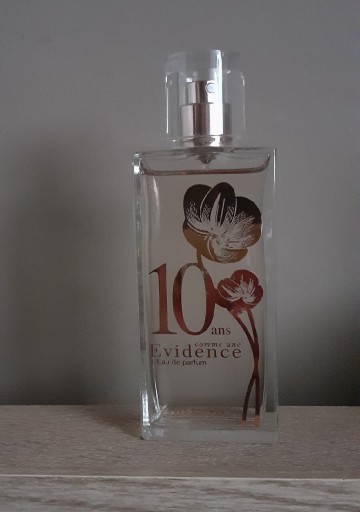 10 ans
comme une
Evidence
L'Eau de parfum